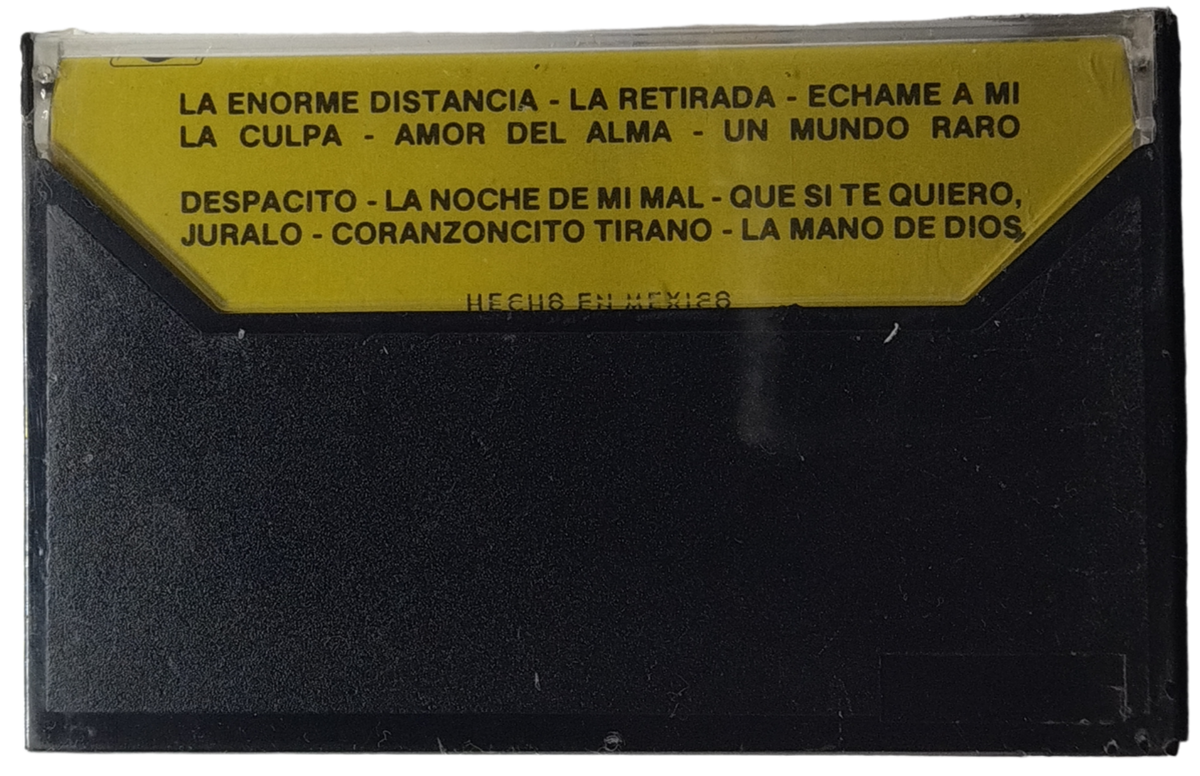 LA ENORME DISTANCIA - LA RETIRADA - ECHAME A MI
LA CULPA - AMOR DEL ALMA - UN MUNDO RARO
DESPACITO - LA NOCHE DE MI MAL - QUE SI TE QUIERO,
JURALO - CORANZONCITO TIRANO - LA MANO DE DIOS
HECHO EN MEXICO